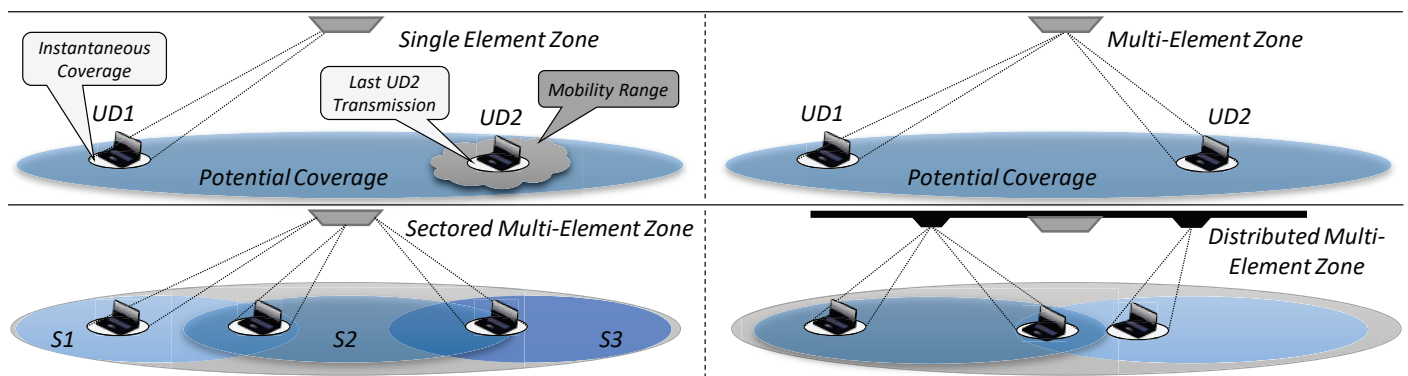 Single Element Zone
Instantaneous
Coverage
UD1
Last UD2
Transmission
Mobility Range
UD2
Potential Coverage
Multi-Element Zone
UD1
UD2
Potential Coverage
Sectored Multi-Element Zone
S1
S2
S3
Distributed Multi-
Element Zone